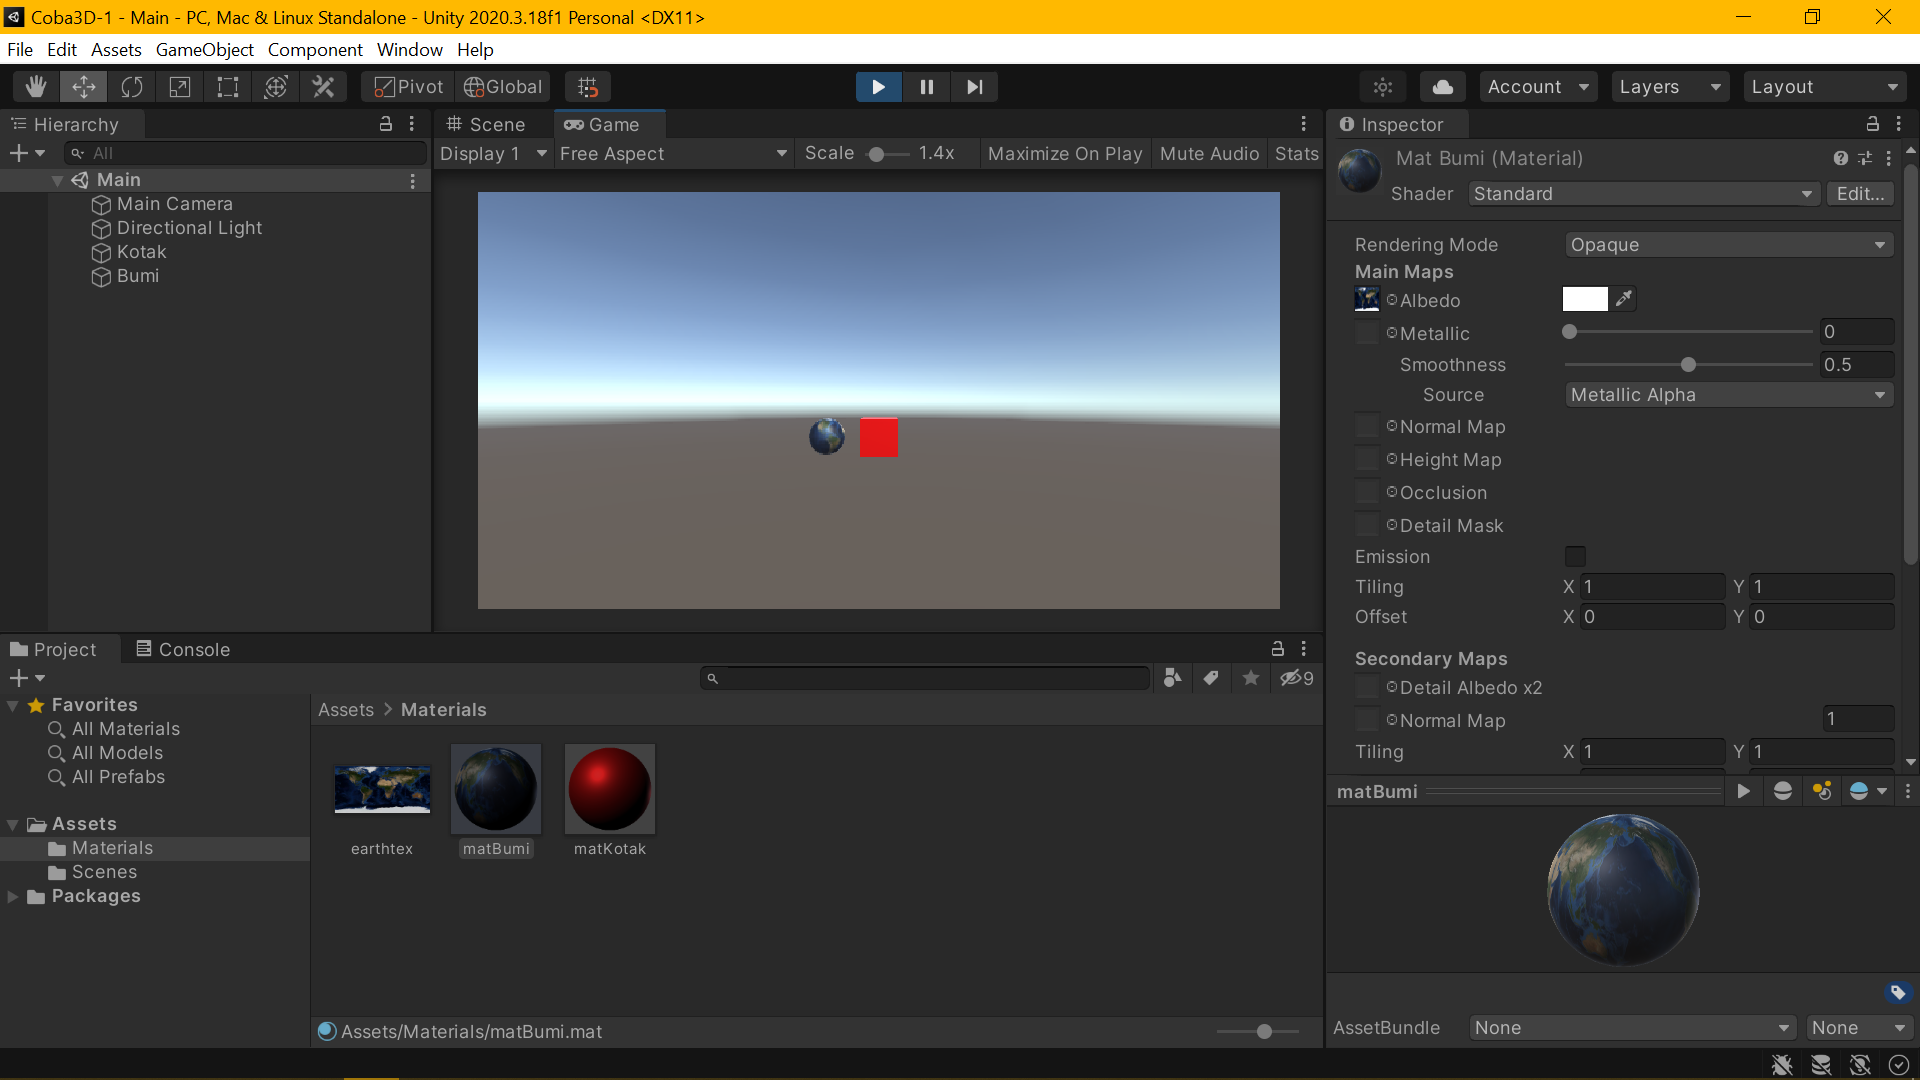 Coba3D-1 - Main - PC, Mac & Linux Standalone - Unity 2020.3.18f1 Personal <DX11>
File Edit Assets GameObject Component Window Help
Pivot Global Account Layers Layout
Hierarchy
All
Main
Main Camera
Directional Light
Kotak
Bumi
Scene Game
Display 1 Free Aspect Scale 1.4x Maximize On Play Mute Audio Stats
Inspector
Mat Bumi (Material)
Shader Standard Edit...
Rendering Mode Opaque
Main Maps
Albedo
Metallic 0
Smoothness 0.5
Source Metallic Alpha
Normal Map
Height Map
Occlusion
Detail Mask
Emission
Tiling X 1 Y 1
Offset X 0 Y 0
Secondary Maps
Detail Albedo x2
Normal Map 1
Tiling X 1 Y 1
Project Console
9
Favorites
All Materials
All Models
All Prefabs
Assets
Materials
Scenes
Packages
Assets > Materials
earthtex matBumi matKotak
Assets/Materials/matBumi.mat
matBumi
AssetBundle None None